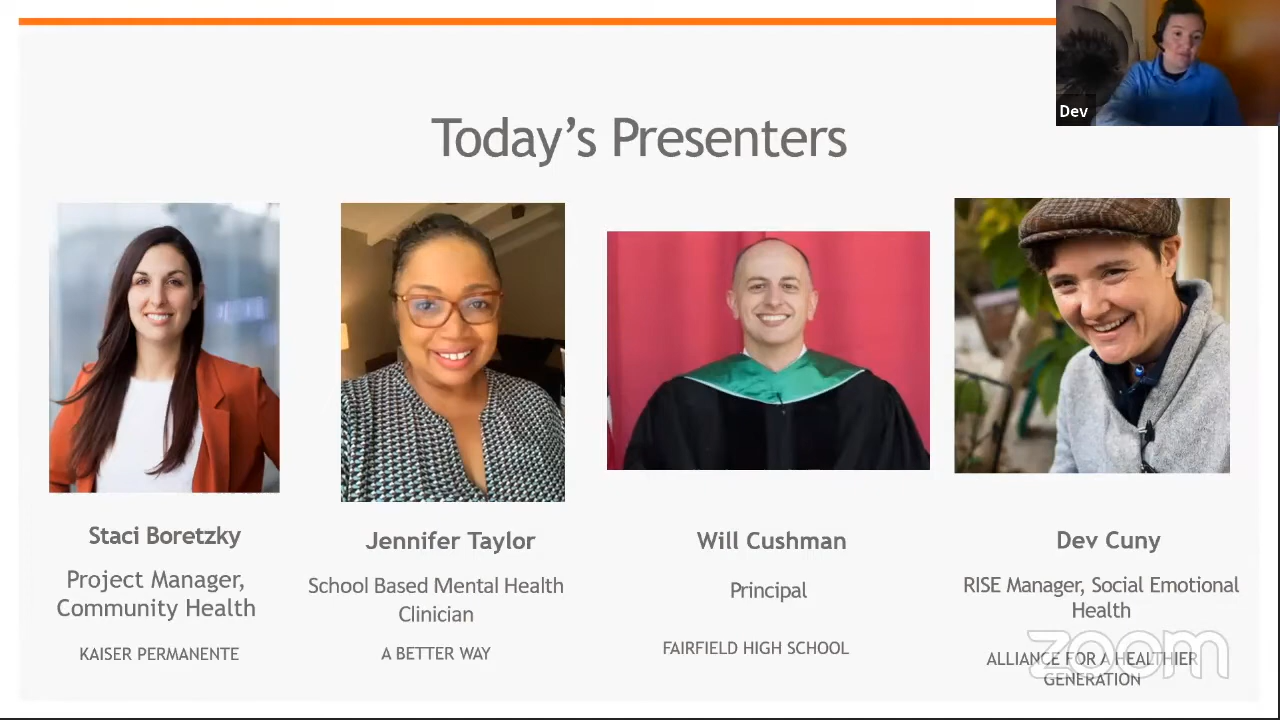 Dev
Today's Presenters
Staci Boretzky
Project Manager,
Community Health
KAISER PERMANENTE
Jennifer Taylor
School Based Mental Health
Clinician
A BETTER WAY
Will Cushman
Principal
FAIRFIELD HIGH SCHOOL
Dev Cuny
RISE Manager, Social Emotional
Health
ALLIANCE FOR A HEALTHIER
GENERATION
zoom